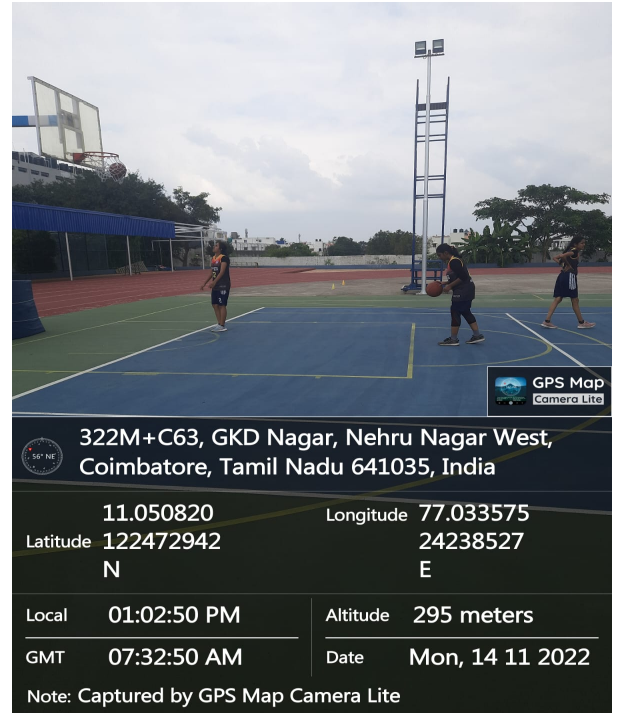 GPS Map
Camera Lite
56° NE
322M+C63, GKD Nagar, Nehru Nagar West,
Coimbatore, Tamil Nadu 641035, India
Latitude 11.050820
122472942
N
Longitude 77.033575
24238527
E
Local 01:02:50 PM
Altitude 295 meters
GMT 07:32:50 AM
Date Mon, 14 11 2022
Note: Captured by GPS Map Camera Lite